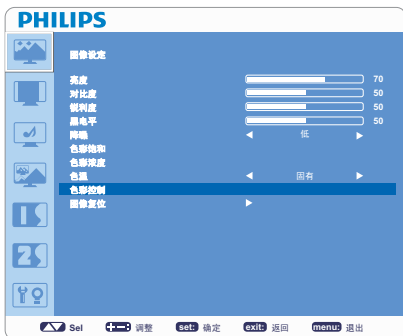 PHILIPS
图像设定
亮度 70
对比度 50
锐利度 50
黑电平 50
降噪 低
色彩饱和
色彩浓度
色温 固有
色彩控制
图像复位
Sel 调整 set: 确定 exit: 返回 menu: 退出